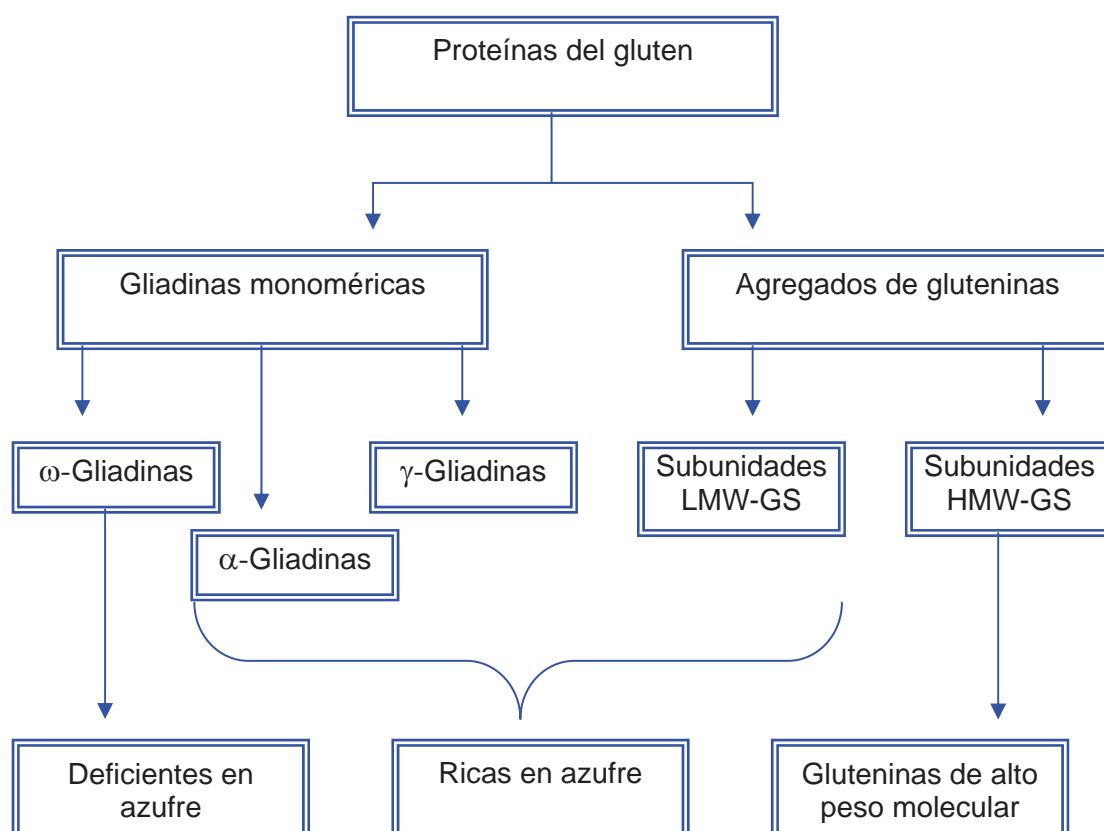 Proteínas del gluten
Gliadinas monoméricas
Agregados de gluteninas
ω-Gliadinas
γ-Gliadinas
Subunidades
LMW-GS
Subunidades
HMW-GS
α-Gliadinas
Deficientes en
azufre
Ricas en azufre
Gluteninas de alto
peso molecular